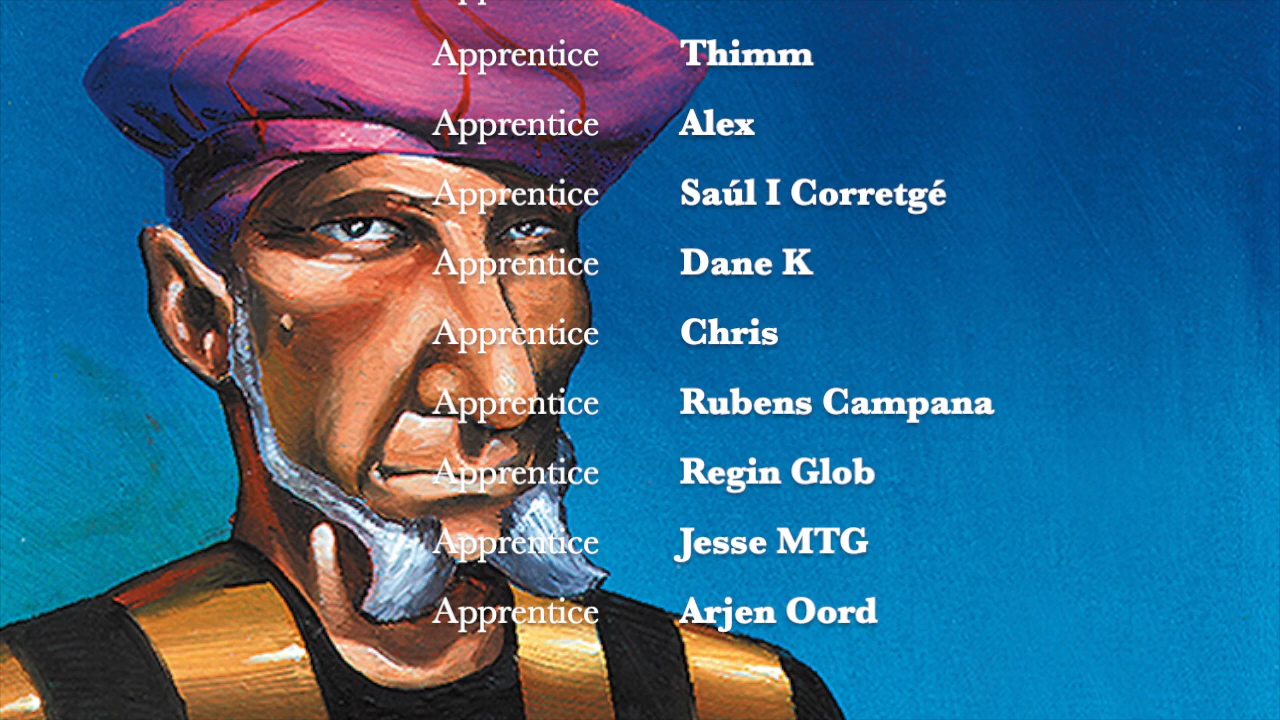 Apprentice Thimm
Apprentice Alex
Apprentice Saúl I Corretgé
Apprentice Dane K
Apprentice Chris
Apprentice Rubens Campana
Apprentice Regin Glob
Apprentice Jesse MTG
Apprentice Arjen Oord